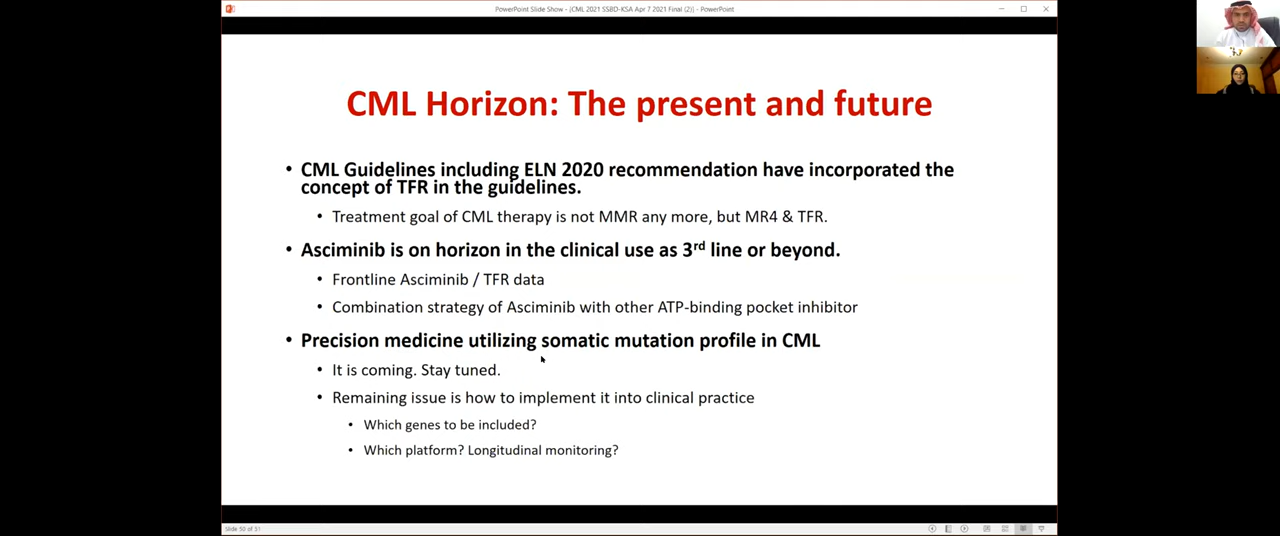 PowerPoint Slide Show - [CML 2021 SSBD-KSA Apr 7 2021 Final (2)] - PowerPoint
CML Horizon: The present and future
• CML Guidelines including ELN 2020 recommendation have incorporated the
concept of TFR in the guidelines.
• Treatment goal of CML therapy is not MMR any more, but MR4 & TFR.
• Asciminib is on horizon in the clinical use as 3rd line or beyond.
• Frontline Asciminib / TFR data
• Combination strategy of Asciminib with other ATP-binding pocket inhibitor
• Precision medicine utilizing somatic mutation profile in CML
• It is coming. Stay tuned.
• Remaining issue is how to implement it into clinical practice
• Which genes to be included?
• Which platform? Longitudinal monitoring?
Slide 50 of 51